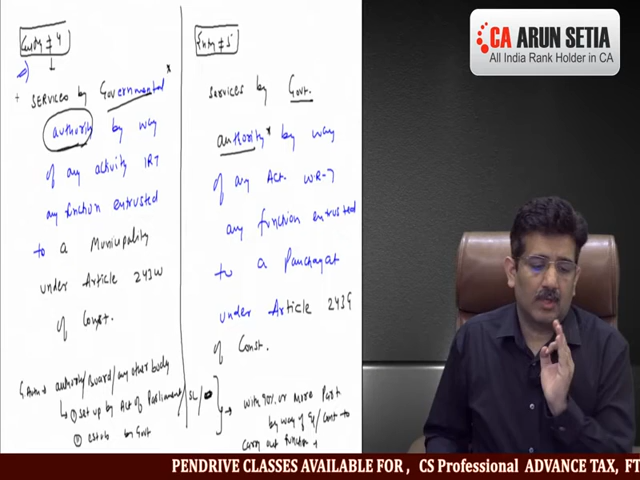 Entry # 4
Services by Governmental*
authority by way
of any activity IRT
any function entrusted
to a Municipality
under Article 243W
of Const.
authority/Board/any other body
① set up by Act of Parliament/SL/
estab by Govt
Entry # 5
Services by Govt.
authority* by way
of any Act. W.R.T
any function entrusted
to a Panchayat
under Article 243G
of Const.
with 90% or more Part
by way of Eq/Cont to
carry out function
CA ARUN SETIA
All India Rank Holder in CA
PENDRIVE CLASSES AVAILABLE FOR , CS Professional ADVANCE TAX, FT